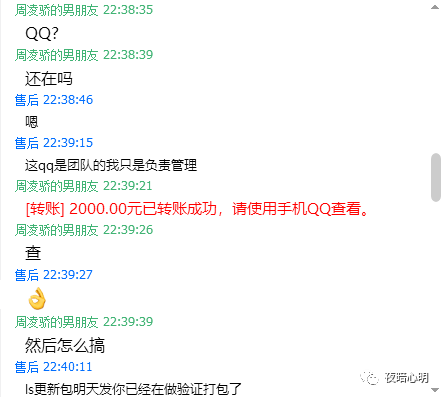 周凌骄的男朋友 22:38:35
QQ?
周凌骄的男朋友 22:38:39
还在吗
售后 22:38:46
嗯
售后 22:39:15
这qq是团队的我只是负责管理
周凌骄的男朋友 22:39:21
[转账] 2000.00元已转账成功，请使用手机QQ查看。
周凌骄的男朋友 22:39:26
查
售后 22:39:27
👌
周凌骄的男朋友 22:39:39
然后怎么搞
售后 22:40:11
ls更新包明天发你已经在做验证打包了
夜暗心明